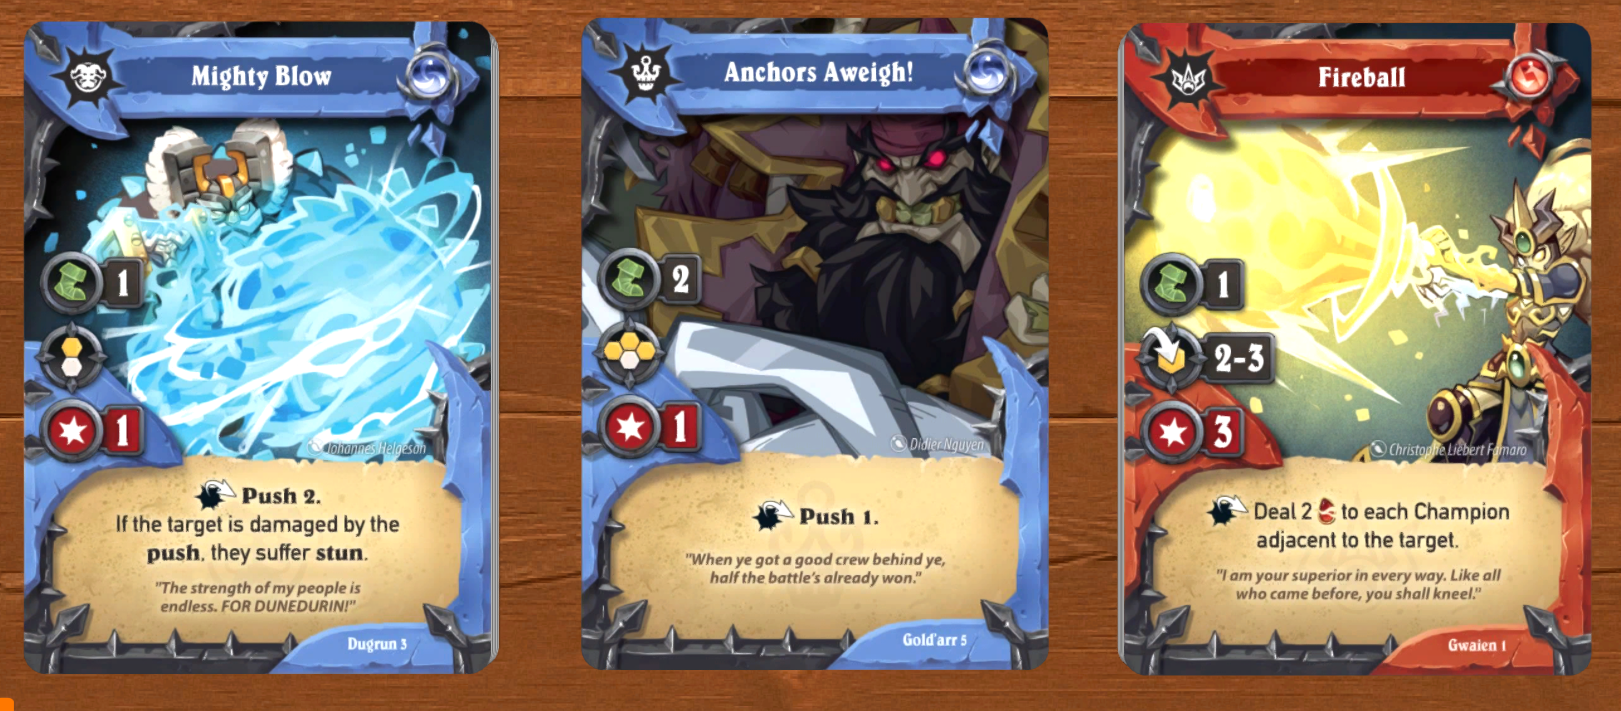 Mighty Blow
1
1
Johannes Helgeson
Push 2.
If the target is damaged by the
push, they suffer stun.
"The strength of my people is
endless. FOR DUNEDURIN!"
Dugrun 3
Anchors Aweigh!
2
1
Didier Nguyen
Push 1.
"When ye got a good crew behind ye,
half the battle's already won."
Gold'arr 5
Fireball
1
2-3
3
Christophe Liebert Famaro
Deal 2 to each Champion
adjacent to the target.
"I am your superior in every way. Like all
who came before, you shall kneel."
Gwaien 1